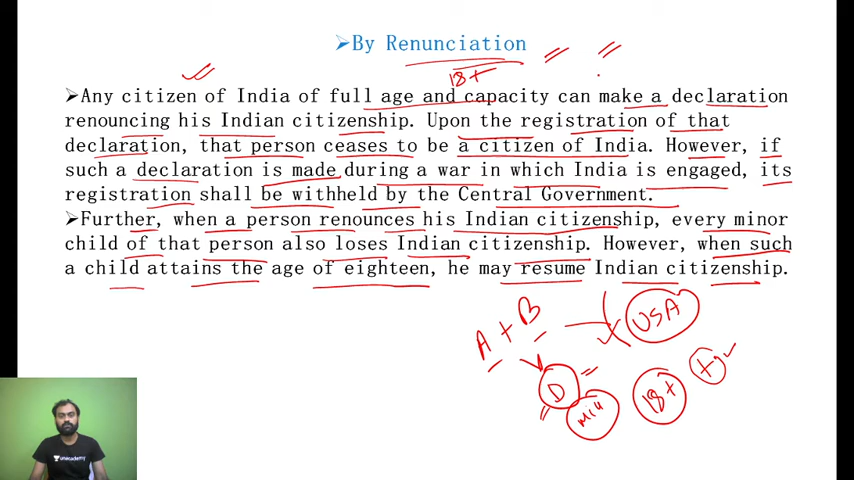 ➢By Renunciation
18+
➢Any citizen of India of full age and capacity can make a declaration
renouncing his Indian citizenship. Upon the registration of that
declaration, that person ceases to be a citizen of India. However, if
such a declaration is made during a war in which India is engaged, its
registration shall be withheld by the Central Government.
➢Further, when a person renounces his Indian citizenship, every minor
child of that person also loses Indian citizenship. However, when such
a child attains the age of eighteen, he may resume Indian citizenship.
A + B
USA
D
18+
unacademy